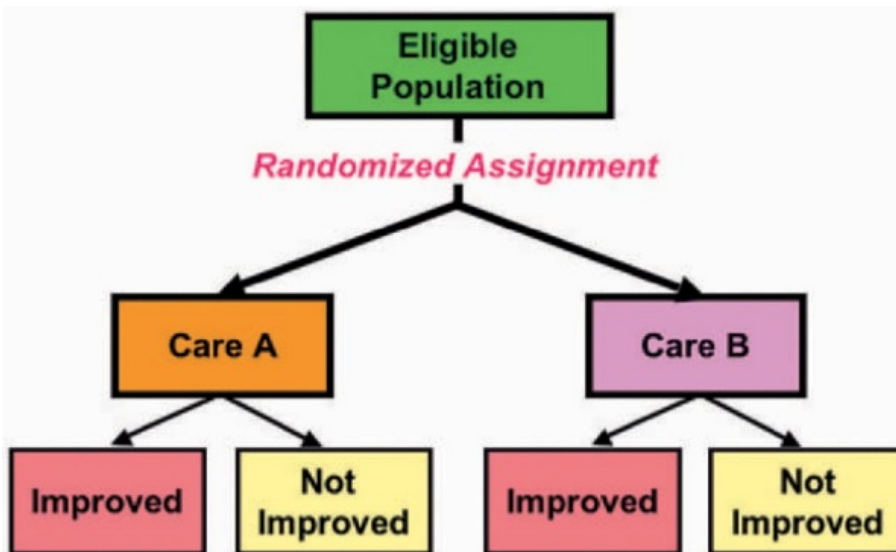 Eligible
Population
Randomized Assignment
Care A
Care B
Improved
Not
Improved
Improved
Not
Improved